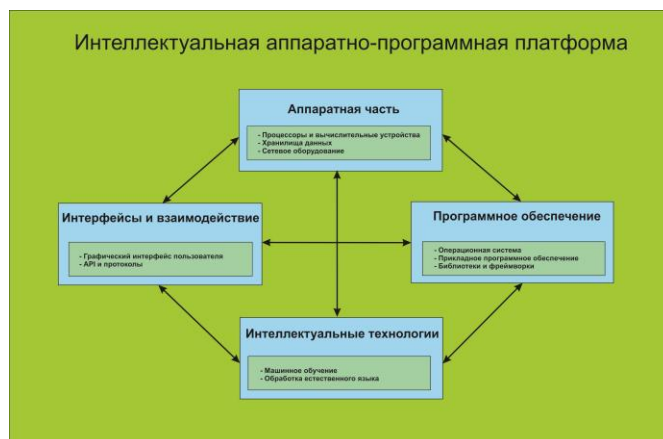 Интеллектуальная аппаратно-программная платформа
Аппаратная часть
- Процессоры и вычислительные устройства
- Хранилища данных
- Сетевое оборудование
Интерфейсы и взаимодействие
- Графический интерфейс пользователя
- API и протоколы
Программное обеспечение
- Операционная система
- Прикладное программное обеспечение
- Библиотеки и фреймворки
Интеллектуальные технологии
- Машинное обучение
- Обработка естественного языка